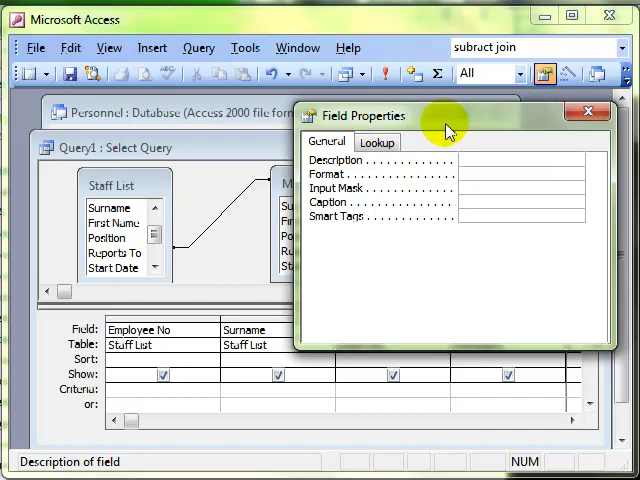 Microsoft Access
File Edit View Insert Query Tools Window Help subruct join
Σ All
Personnel : Database (Access 2000 file form
Field Properties
General Lookup
Description
Format
Input Mask
Caption
Smart Tags
Query1 : Select Query
Staff List
Surname
First Name
Position
Reports To
Start Date
Field: Employee No Surname
Table: Staff List Staff List
Sort:
Show:
Criteria:
or:
Description of field NUM